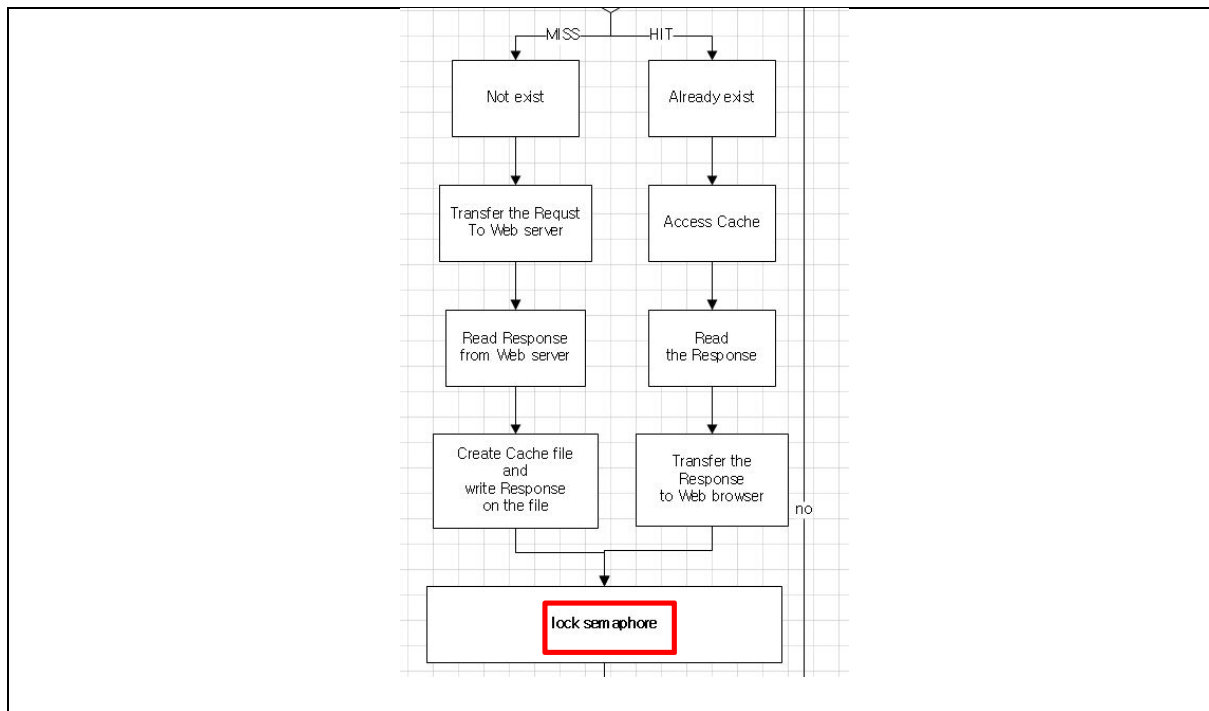 MISS
HIT
Not exist
Already exist
Transfer the Requst
To Web server
Access Cache
Read Response
from Web server
Read
the Response
Create Cache file
and
write Response
on the file
Transfer the
Response
to Web browser
no
lock semaphore